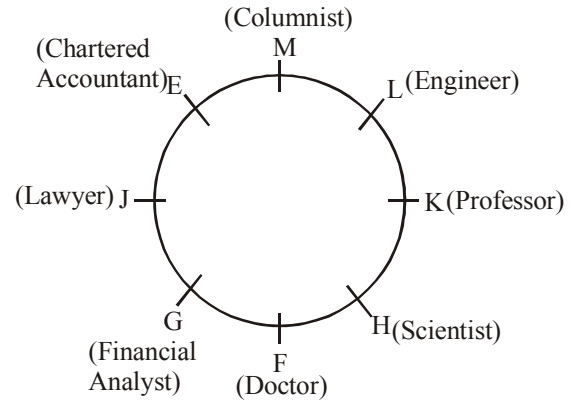 (Columnist)
M
(Chartered
Accountant)E
L(Engineer)
(Lawyer) J
K(Professor)
G
H(Scientist)
(Financial
Analyst)
F
(Doctor)